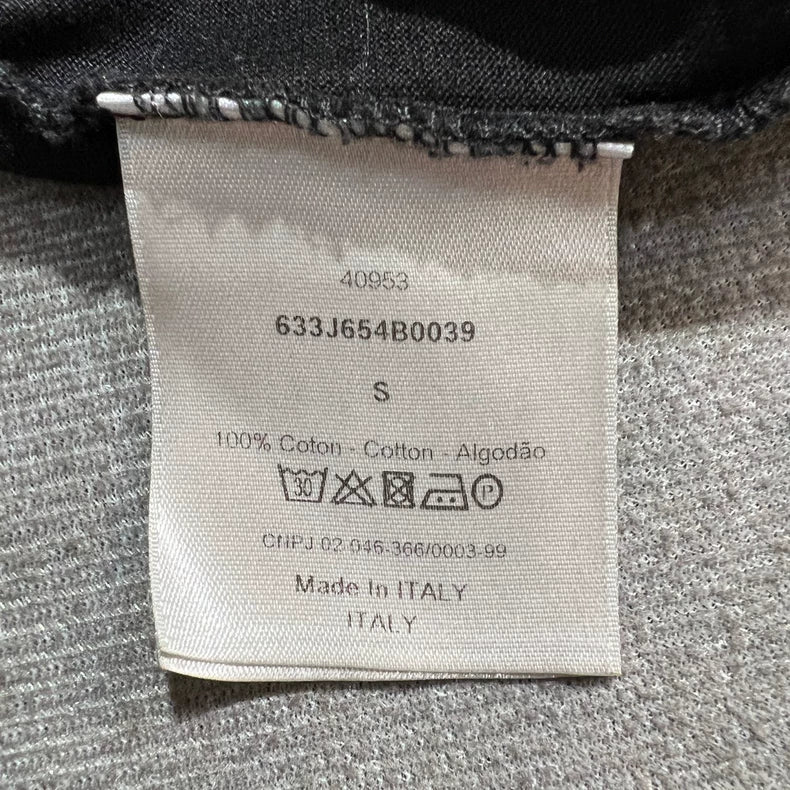 40953
633J654B0039
S
100% Coton - Cotton - Algodão
30 P
CNPJ 02 046-366/0003-99
Made In ITALY
ITALY